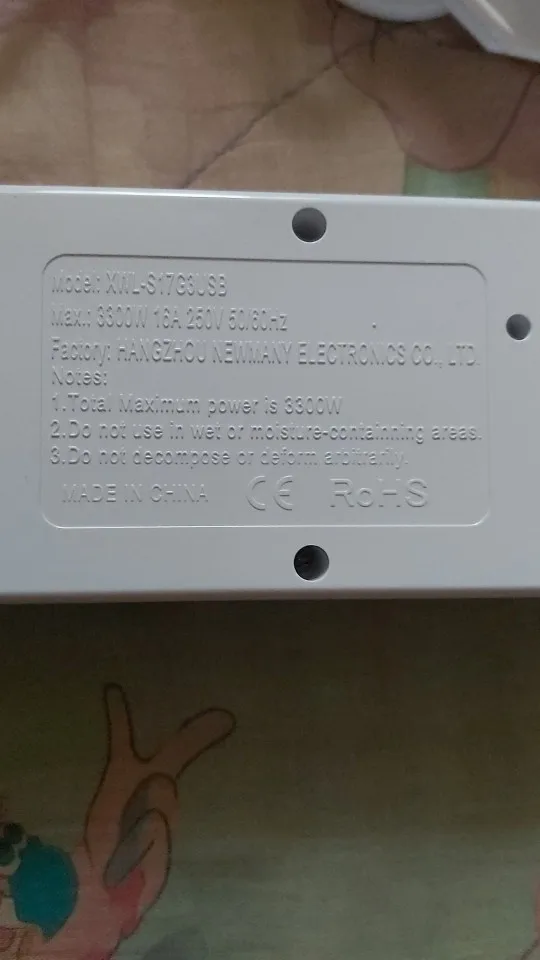 Model: XWL-S17G3USB
Max.: 3300W 16A 250V 50/60Hz
Factory: HANGZHOU NEWMANY ELECTRONICS CO., LTD.
Notes:
1.Total Maximum power is 3300W
2.Do not use in wet or moisture-containning areas.
3.Do not decompose or deform arbitrarily.
MADE IN CHINA CE RoHS